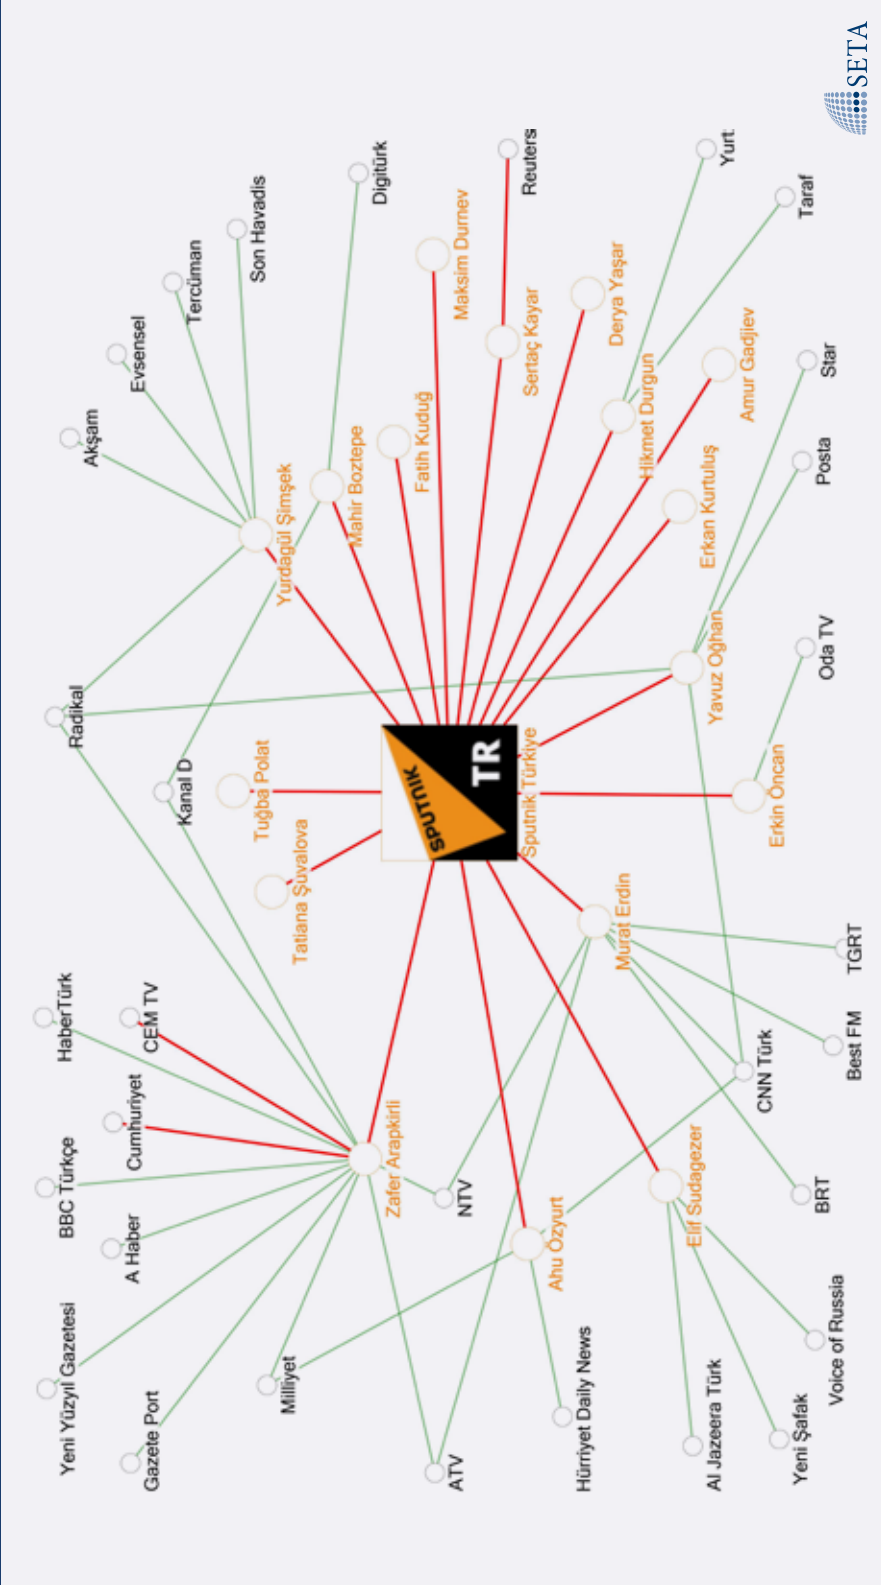 SETA
Yeni Yüzyıl Gazetesi
BBC Türkçe
HaberTürk
Radikal
Akşam
Evsensel
Tercüman
Son Havadis
Gazete Port
A Haber
Cumhuriyet
CEM TV
Kanal D
Tuğba Polat
Tatiana Şuvalova
Yurdagül Şimşek
Mahir Boztepe
Digitürk
Milliyet
Zafer Arapkirli
Fatih Kuduğ
Maksim Durnev
ATV
NTV
SPUTNIK
TR
Sputnik Türkiye
Sertaç Kayar
Reuters
Ahu Özyurt
Hürriyet Daily News
Murat Erdin
Derya Yaşar
Hikmet Durgun
Elif Sudagezer
Al Jazeera Türk
Yavuz Oğhan
Erkan Kurtuluş
Amur Gadjiev
Yurt
CNN Türk
Erkin Öncan
Yeni Şafak
Voice of Russia
BRT
Best FM
TGRT
Oda TV
Posta
Star
Taraf